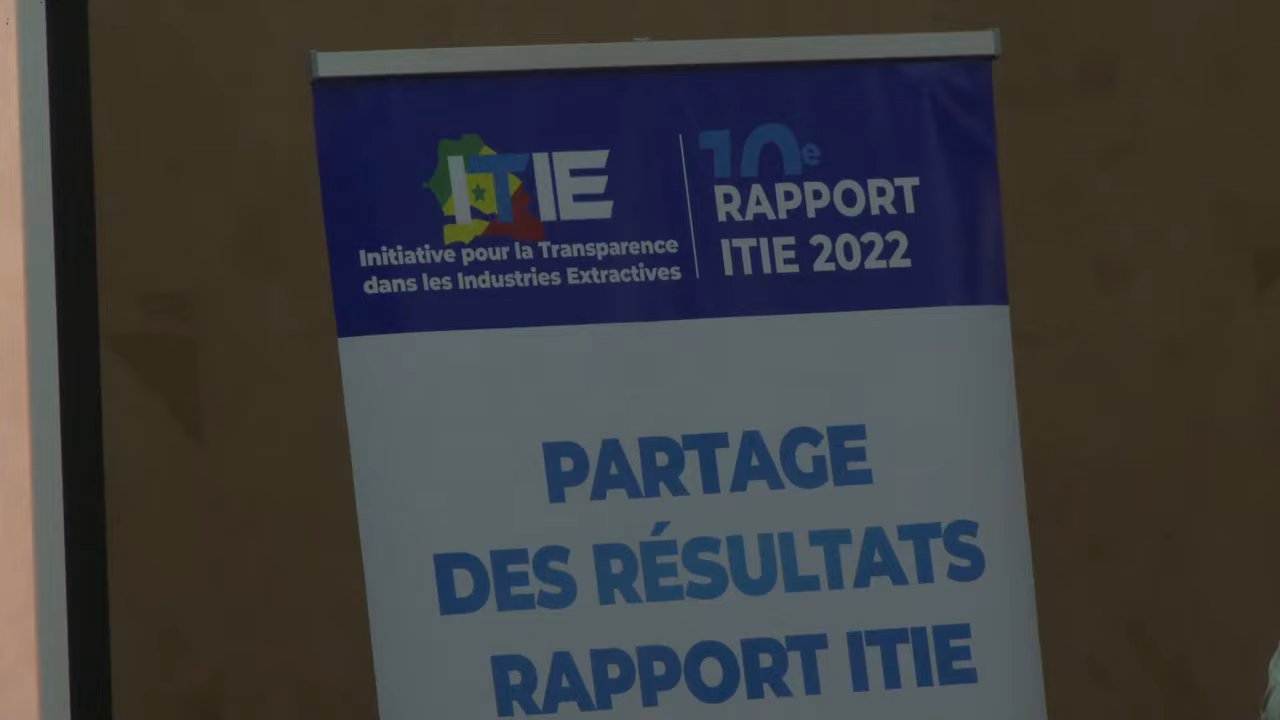 ITIE
Initiative pour la Transparence
dans les Industries Extractives
10e
RAPPORT
ITIE 2022
PARTAGE
DES RÉSULTATS
RAPPORT ITIE